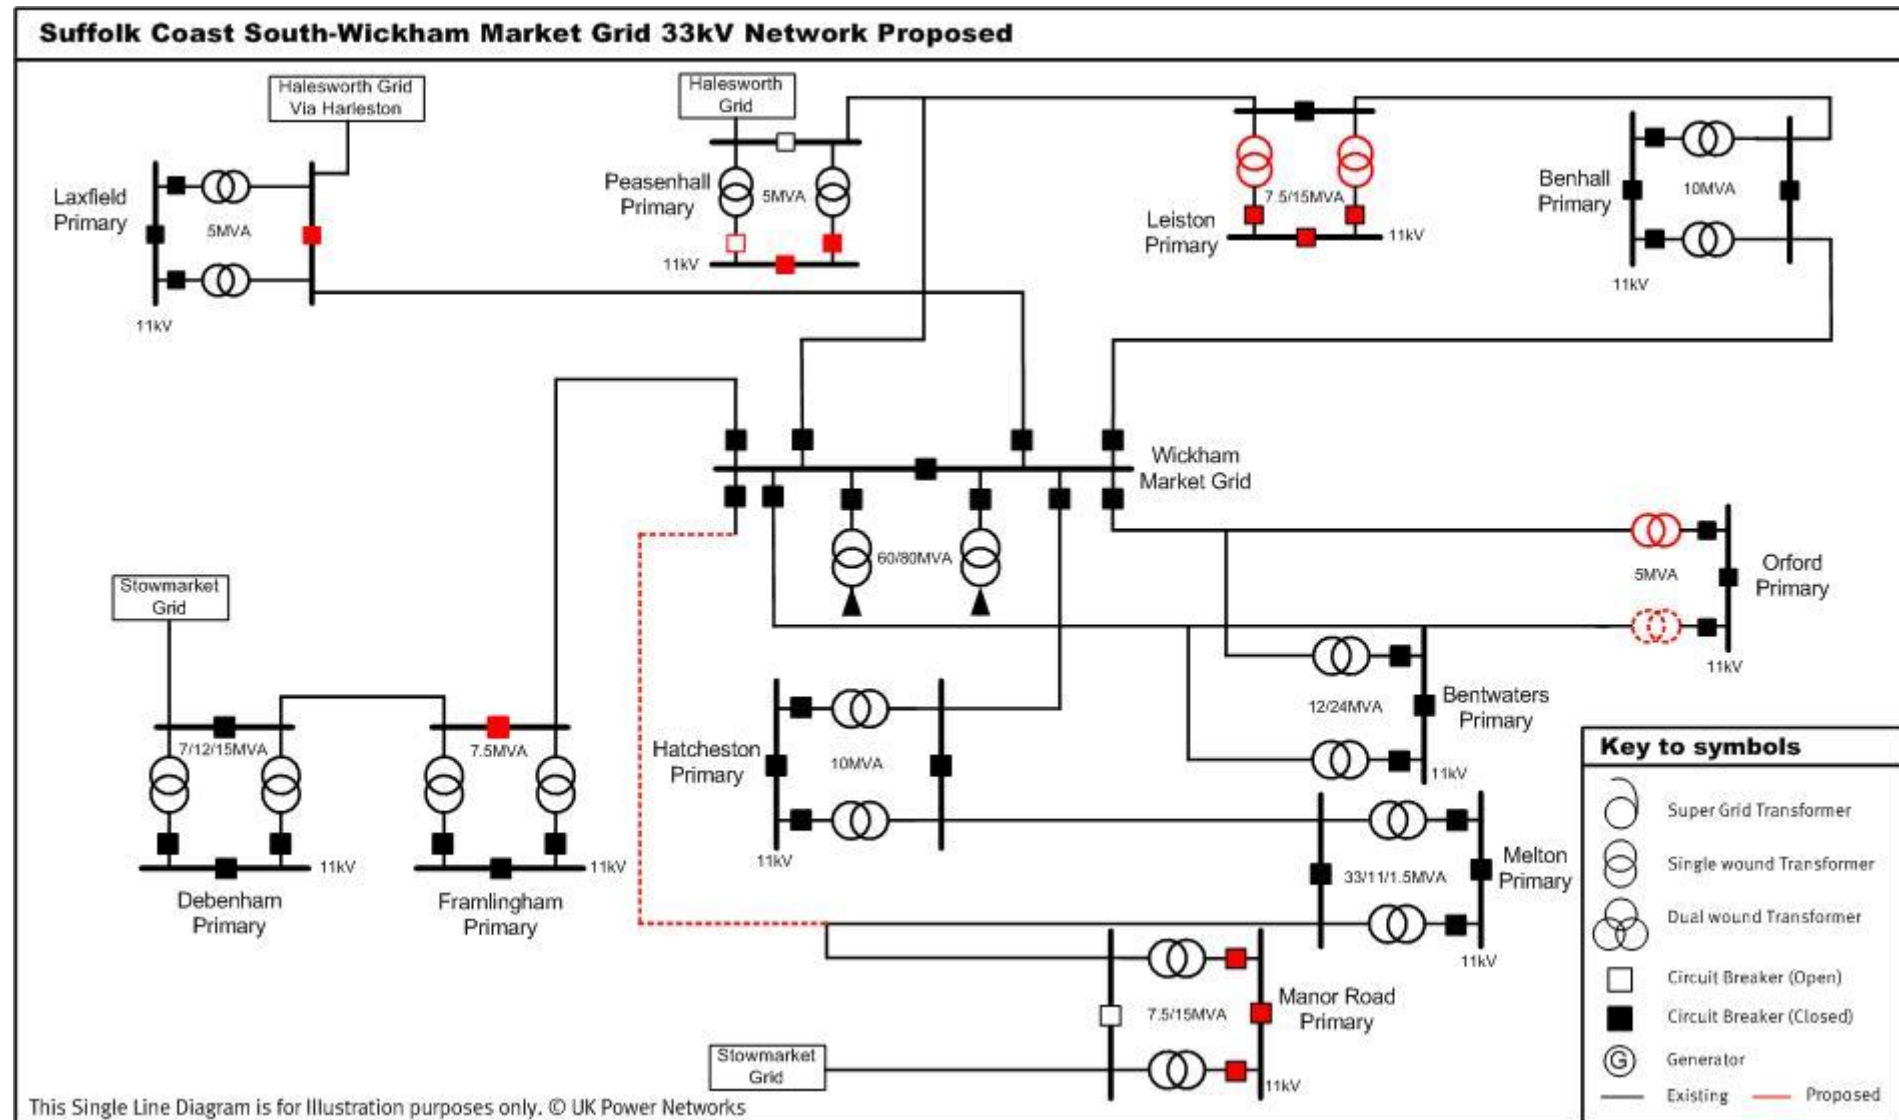 Suffolk Coast South-Wickham Market Grid 33kV Network Proposed
Halesworth Grid
Via Harleston
Halesworth
Grid
Laxfield
Primary
5MVA
11kV
Peasenhall
Primary
5MVA
11kV
Leiston
Primary
7.5/15MVA
11kV
Benhall
Primary
10MVA
11kV
Wickham
Market Grid
60/80MVA
Orford
Primary
5MVA
11kV
Stowmarket
Grid
7/12/15MVA
11kV
Debenham
Primary
7.5MVA
11kV
Framlingham
Primary
Hatcheston
Primary
10MVA
11kV
Bentwaters
Primary
12/24MVA
11kV
Melton
Primary
33/11/1.5MVA
11kV
Manor Road
Primary
7.5/15MVA
11kV
Stowmarket
Grid
Key to symbols
Super Grid Transformer
Single wound Transformer
Dual wound Transformer
Circuit Breaker (Open)
Circuit Breaker (Closed)
G Generator
Existing Proposed
This Single Line Diagram is for Illustration purposes only. © UK Power Networks